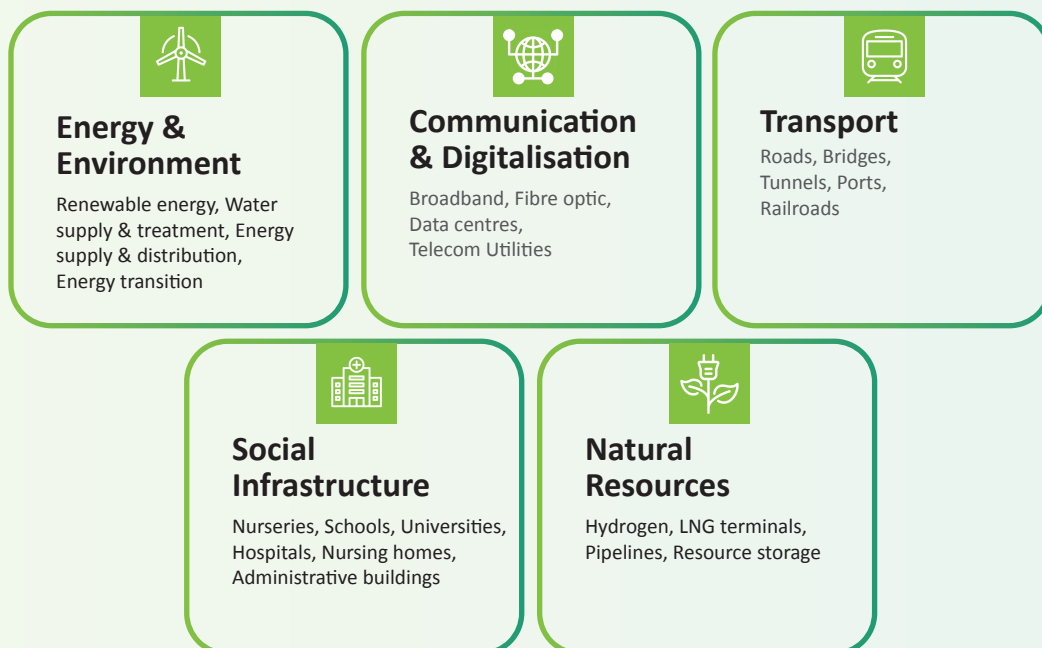 Energy &
Environment
Renewable energy, Water
supply & treatment, Energy
supply & distribution,
Energy transition
Communication
& Digitalisation
Broadband, Fibre optic,
Data centres,
Telecom Utilities
Transport
Roads, Bridges,
Tunnels, Ports,
Railroads
Social
Infrastructure
Nurseries, Schools, Universities,
Hospitals, Nursing homes,
Administrative buildings
Natural
Resources
Hydrogen, LNG terminals,
Pipelines, Resource storage